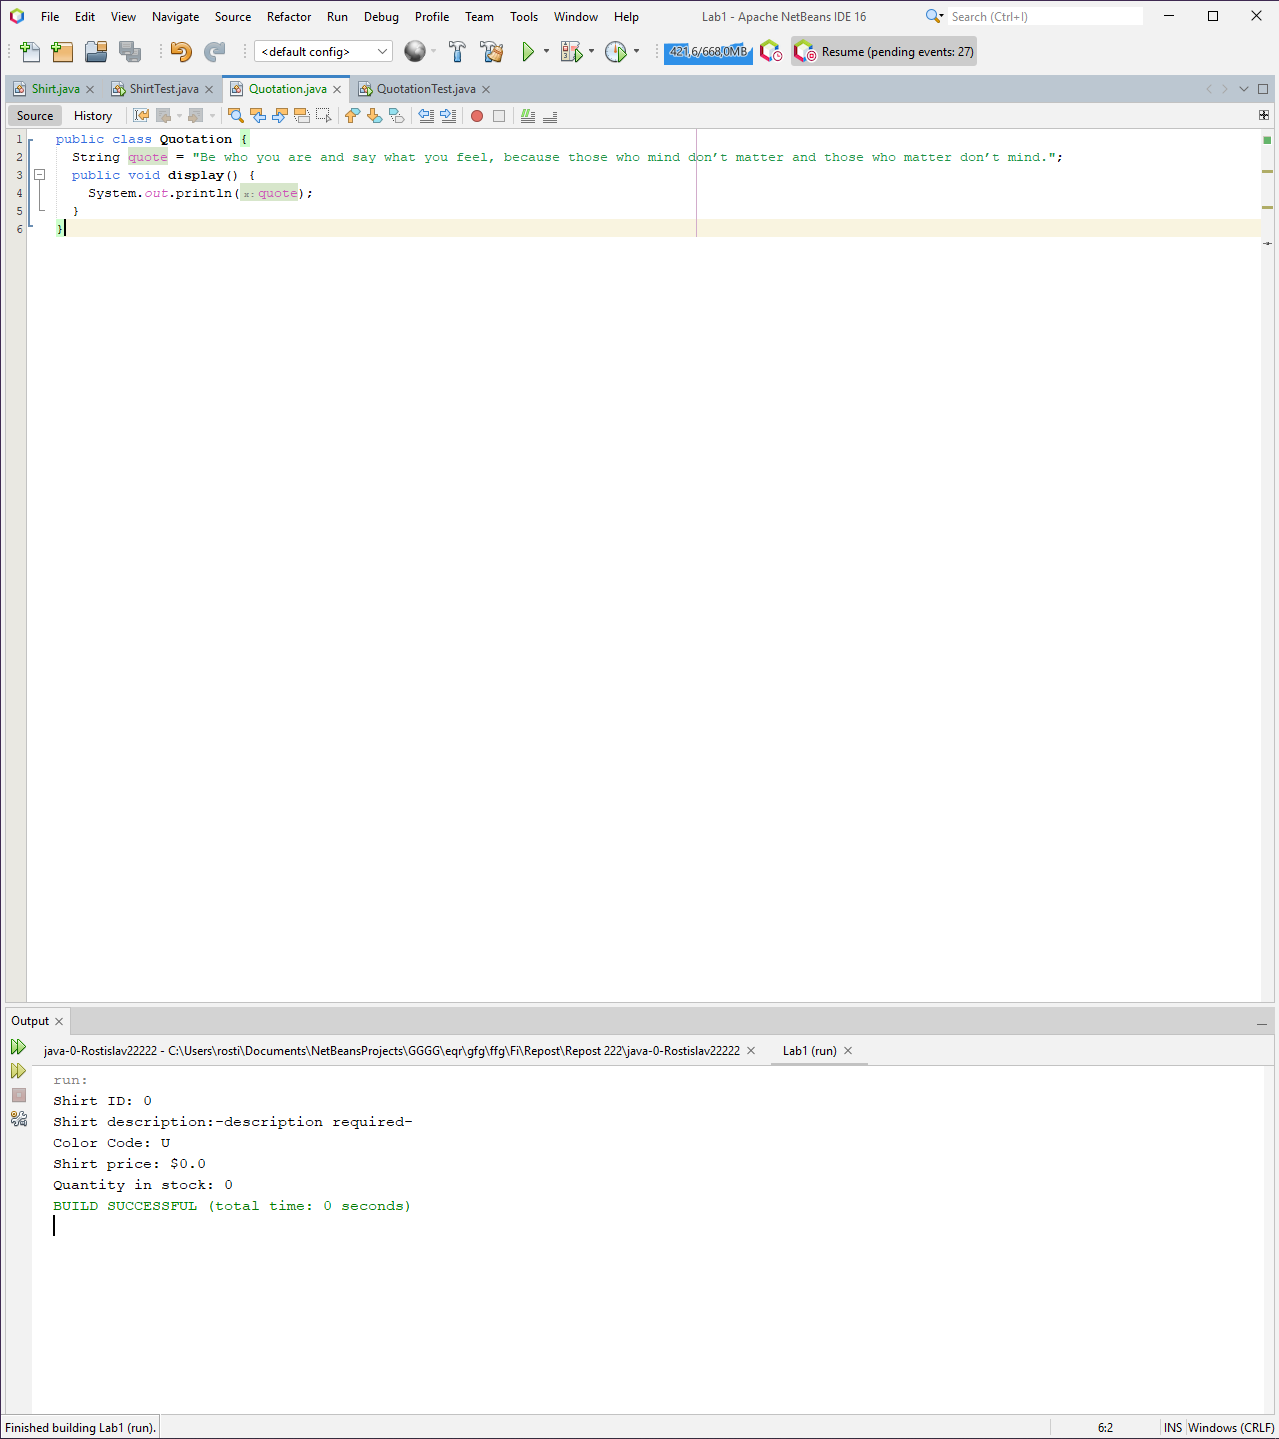 File Edit View Navigate Source Refactor Run Debug Profile Team Tools Window Help Lab1 - Apache NetBeans IDE 16 Search (Ctrl+I)
<default config> 421,6/668,0MB Resume (pending events: 27)
Shirt.java ShirtTest.java Quotation.java QuotationTest.java
Source History
1 public class Quotation {
2 String quote = "Be who you are and say what you feel, because those who mind don’t matter and those who matter don’t mind.";
3 public void display() {
4 System.out.println(x: quote);
5 }
6 }
Output
java-0-Rostislav22222 - C:\Users\rosti\Documents\NetBeansProjects\GGGG\eqr\gfg\ffg\Fi\Repost\Repost 222\java-0-Rostislav22222 Lab1 (run)
run:
Shirt ID: 0
Shirt description:-description required-
Color Code: U
Shirt price: $0.0
Quantity in stock: 0
BUILD SUCCESSFUL (total time: 0 seconds)
Finished building Lab1 (run). 6:2 INS Windows (CRLF)